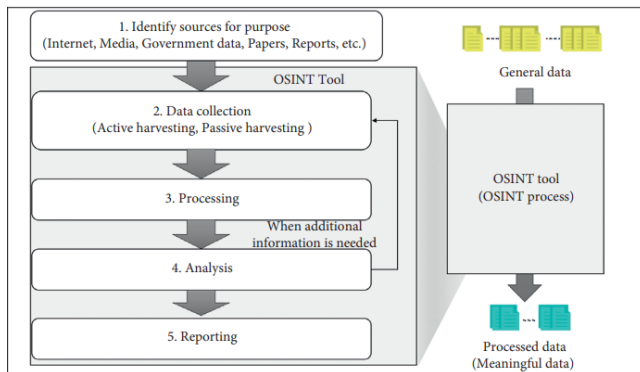 1. Identify sources for purpose
(Internet, Media, Government data, Papers, Reports, etc.)
OSINT Tool
2. Data collection
(Active harvesting, Passive harvesting )
3. Processing
When additional
information is needed
4. Analysis
5. Reporting
General data
OSINT tool
(OSINT process)
Processed data
(Meaningful data)